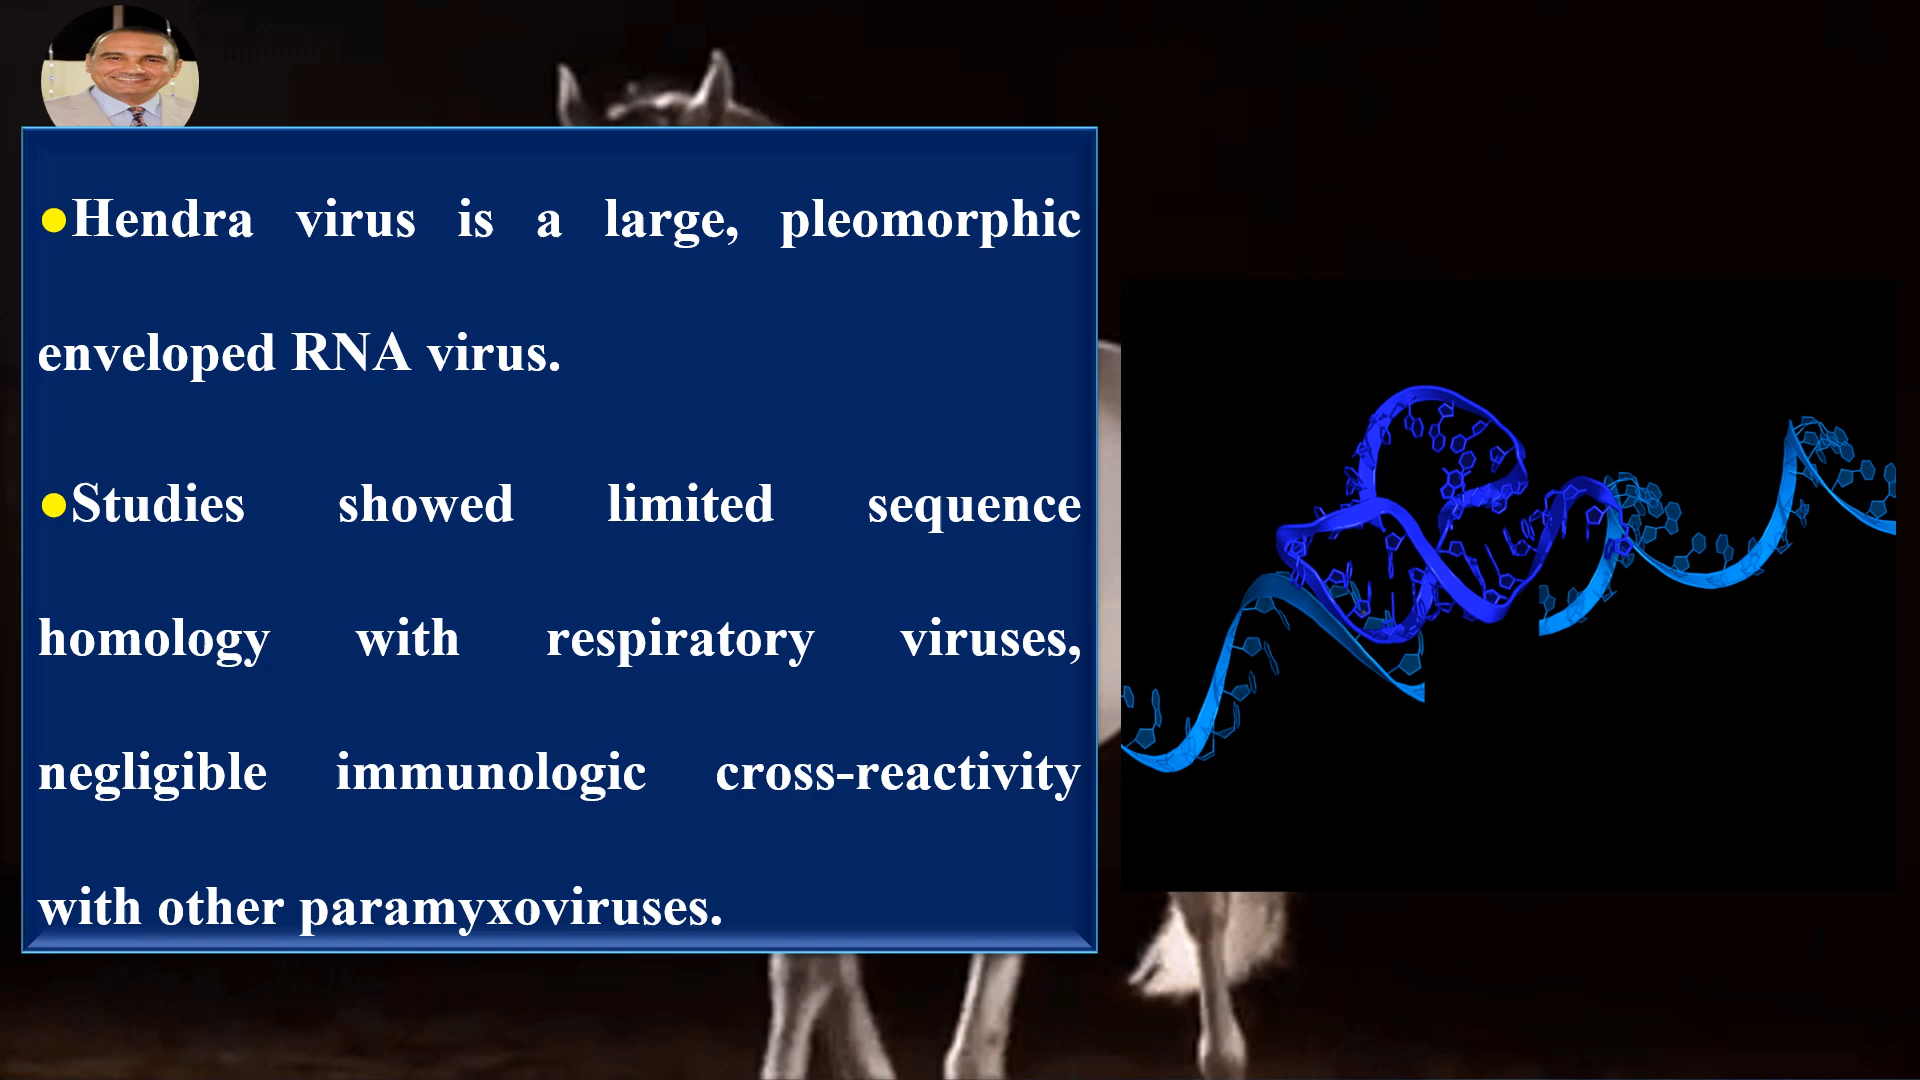 ●Hendra virus is a large, pleomorphic
enveloped RNA virus.
●Studies showed limited sequence
homology with respiratory viruses,
negligible immunologic cross-reactivity
with other paramyxoviruses.